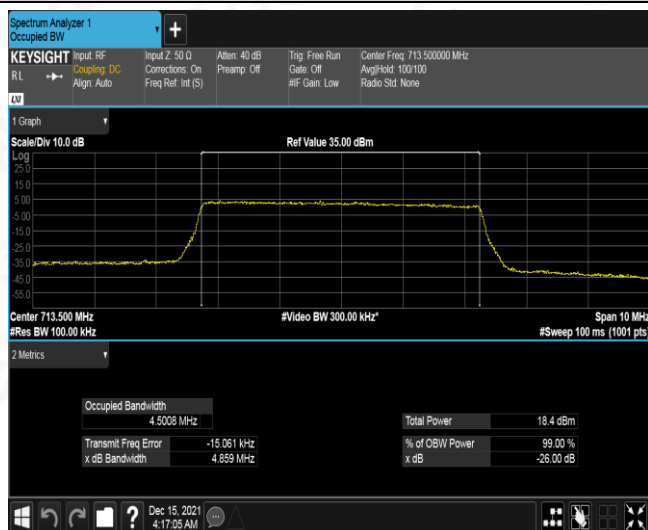 Spectrum Analyzer 1
Occupied BW
+
KEYSIGHT
RL
Input: RF
Coupling: DC
Align: Auto
Input Z: 50 Ω
Corrections: On
Freq Ref: Int (S)
Atten: 40 dB
Preamp: Off
Trig: Free Run
Gate: Off
#IF Gain: Low
Center Freq: 713.500000 MHz
Avg|Hold: 100/100
Radio Std: None
1 Graph
Scale/Div 10.0 dB
Ref Value 35.00 dBm
Log
25.0
15.0
5.00
-5.00
-15.0
-25.0
-35.0
-45.0
-55.0
Center 713.500 MHz
#Video BW 300.00 kHz*
Span 10 MHz
#Res BW 100.00 kHz
#Sweep 100 ms (1001 pts)
2 Metrics
Occupied Bandwidth
4.5008 MHz
Total Power 18.4 dBm
Transmit Freq Error -15.061 kHz
% of OBW Power 99.00 %
x dB Bandwidth 4.859 MHz
x dB -26.00 dB
?
Dec 15, 2021
4:17:05 AM